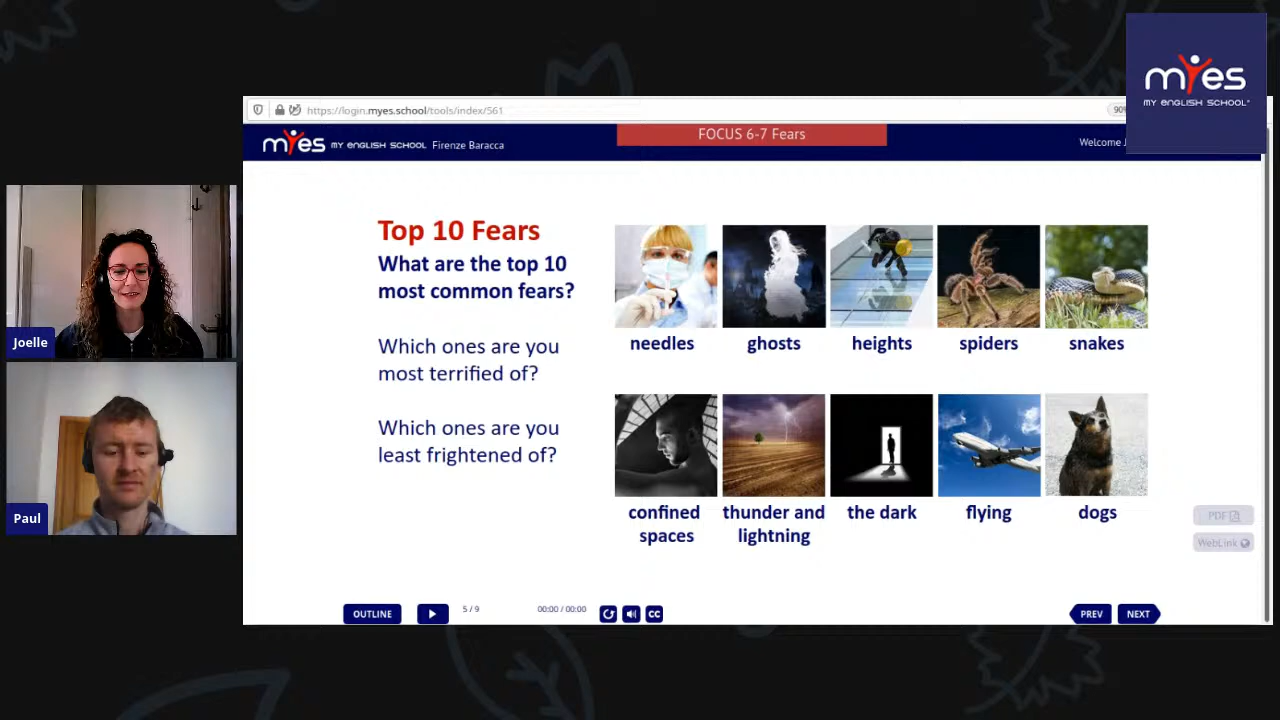 myes
MY ENGLISH SCHOOL®
https://login.myes.school/tools/index/561
90%
myes MY ENGLISH SCHOOL Firenze Baracca
FOCUS 6-7 Fears
Welcome
Top 10 Fears
What are the top 10
most common fears?
Which ones are you
most terrified of?
Which ones are you
least frightened of?
needles
ghosts
heights
spiders
snakes
confined
spaces
thunder and
lightning
the dark
flying
dogs
Joelle
Paul
PDF
WebLink
OUTLINE
5 / 9
00:00 / 00:00
CC
PREV
NEXT